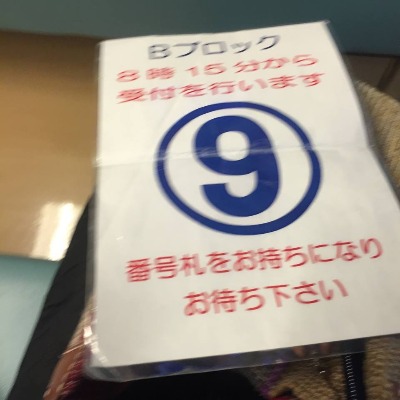 Bブロック
8時15分から
受付を行います
9
番号札をお持ちになり
お待ち下さい